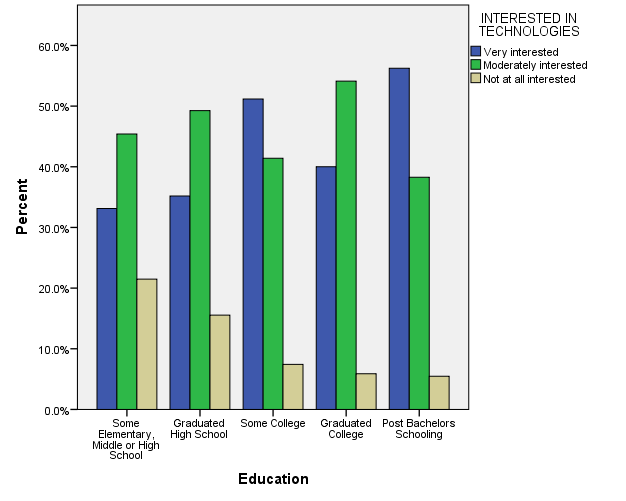 INTERESTED IN
TECHNOLOGIES
Very interested
Moderately interested
Not at all interested
60.0%
50.0%
40.0%
30.0%
20.0%
10.0%
0.0%
Percent
Some
Elementary,
Middle or High
School
Graduated
High School
Some College
Graduated
College
Post Bachelors
Schooling
Education